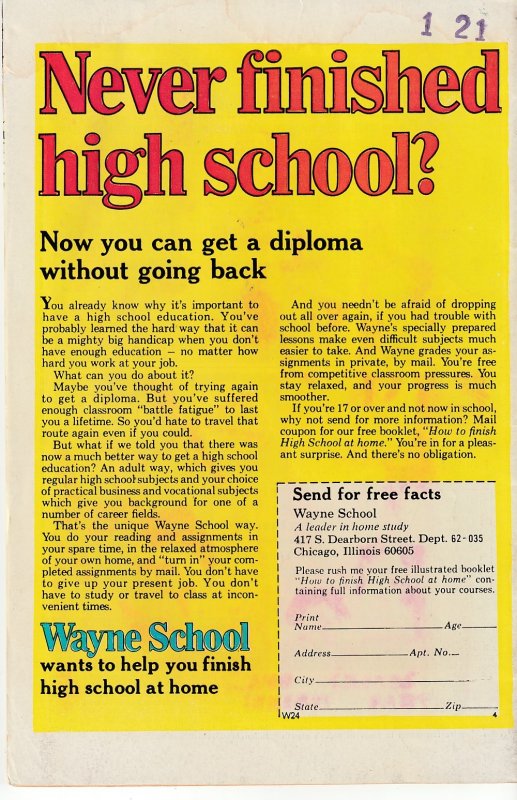 1 21
Never finished
high school?
Now you can get a diploma
without going back
You already know why it's important to
have a high school education. You've
probably learned the hard way that it can
be a mighty big handicap when you don't
have enough education — no matter how
hard you work at your job.
What can you do about it?
Maybe you've thought of trying again
to get a diploma. But you've suffered
enough classroom "battle fatigue" to last
you a lifetime. So you'd hate to travel that
route again even if you could.
But what if we told you that there was
now a much better way to get a high school
education? An adult way, which gives you
regular high school subjects and your choice
of practical business and vocational subjects
which give you background for one of a
number of career fields.
That's the unique Wayne School way.
You do your reading and assignments in
your spare time, in the relaxed atmosphere
of your own home, and "turn in" your com-
pleted assignments by mail. You don't have
to give up your present job. You don't
have to study or travel to class at incon-
venient times.
Wayne School
wants to help you finish
high school at home
And you needn't be afraid of dropping
out all over again, if you had trouble with
school before. Wayne's specially prepared
lessons make even difficult subjects much
easier to take. And Wayne grades your as-
signments in private, by mail. You're free
from competitive classroom pressures. You
stay relaxed, and your progress is much
smoother.
If you're 17 or over and not now in school,
why not send for more information? Mail
coupon for our free booklet, "How to finish
High School at home." You're in for a pleas-
ant surprise. And there's no obligation.
Send for free facts
Wayne School
A leader in home study
417 S. Dearborn Street. Dept. 62-035
Chicago, Illinois 60605
Please rush me your free illustrated booklet
"How to finish High School at home" con-
taining full information about your courses.
Print
Name Age
Address Apt. No.
City
State Zip
W24 4